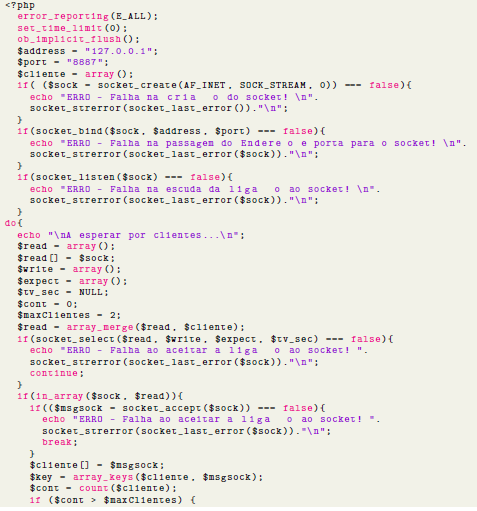 <?php
error_reporting(E_ALL);
set_time_limit(0);
ob_implicit_flush();
$address = "127.0.0.1";
$port = "8887";
$cliente = array();
if( ($sock = socket_create(AF_INET, SOCK_STREAM, 0)) === false){
echo "ERRO - Falha na cria  o do socket! \n".
socket_strerror(socket_last_error())."\n";
}
if(socket_bind($sock, $address, $port) === false){
echo "ERRO - Falha na passagem do Endere o e porta para o socket! \n".
socket_strerror(socket_last_error($sock))."\n";
}
if(socket_listen($sock) === false){
echo "ERRO - Falha na escuta da liga  o ao socket! \n".
socket_strerror(socket_last_error($sock))."\n";
}
do{
echo "\nA esperar por clientes...\n";
$read = array();
$read[] = $sock;
$write = array();
$expect = array();
$tv_sec = NULL;
$cont = 0;
$maxClientes = 2;
$read = array_merge($read, $cliente);
if(socket_select($read, $write, $expect, $tv_sec) === false){
echo "ERRO - Falha ao aceitar a liga  o ao socket! ".
socket_strerror(socket_last_error($sock))."\n";
continue;
}
if(in_array($sock, $read)){
if(($msgsock = socket_accept($sock)) === false){
echo "ERRO - Falha ao aceitar a liga  o ao socket! ".
socket_strerror(socket_last_error($sock))."\n";
break;
}
$cliente[] = $msgsock;
$key = array_keys($cliente, $msgsock);
$cont = count($cliente);
if ($cont > $maxClientes) {